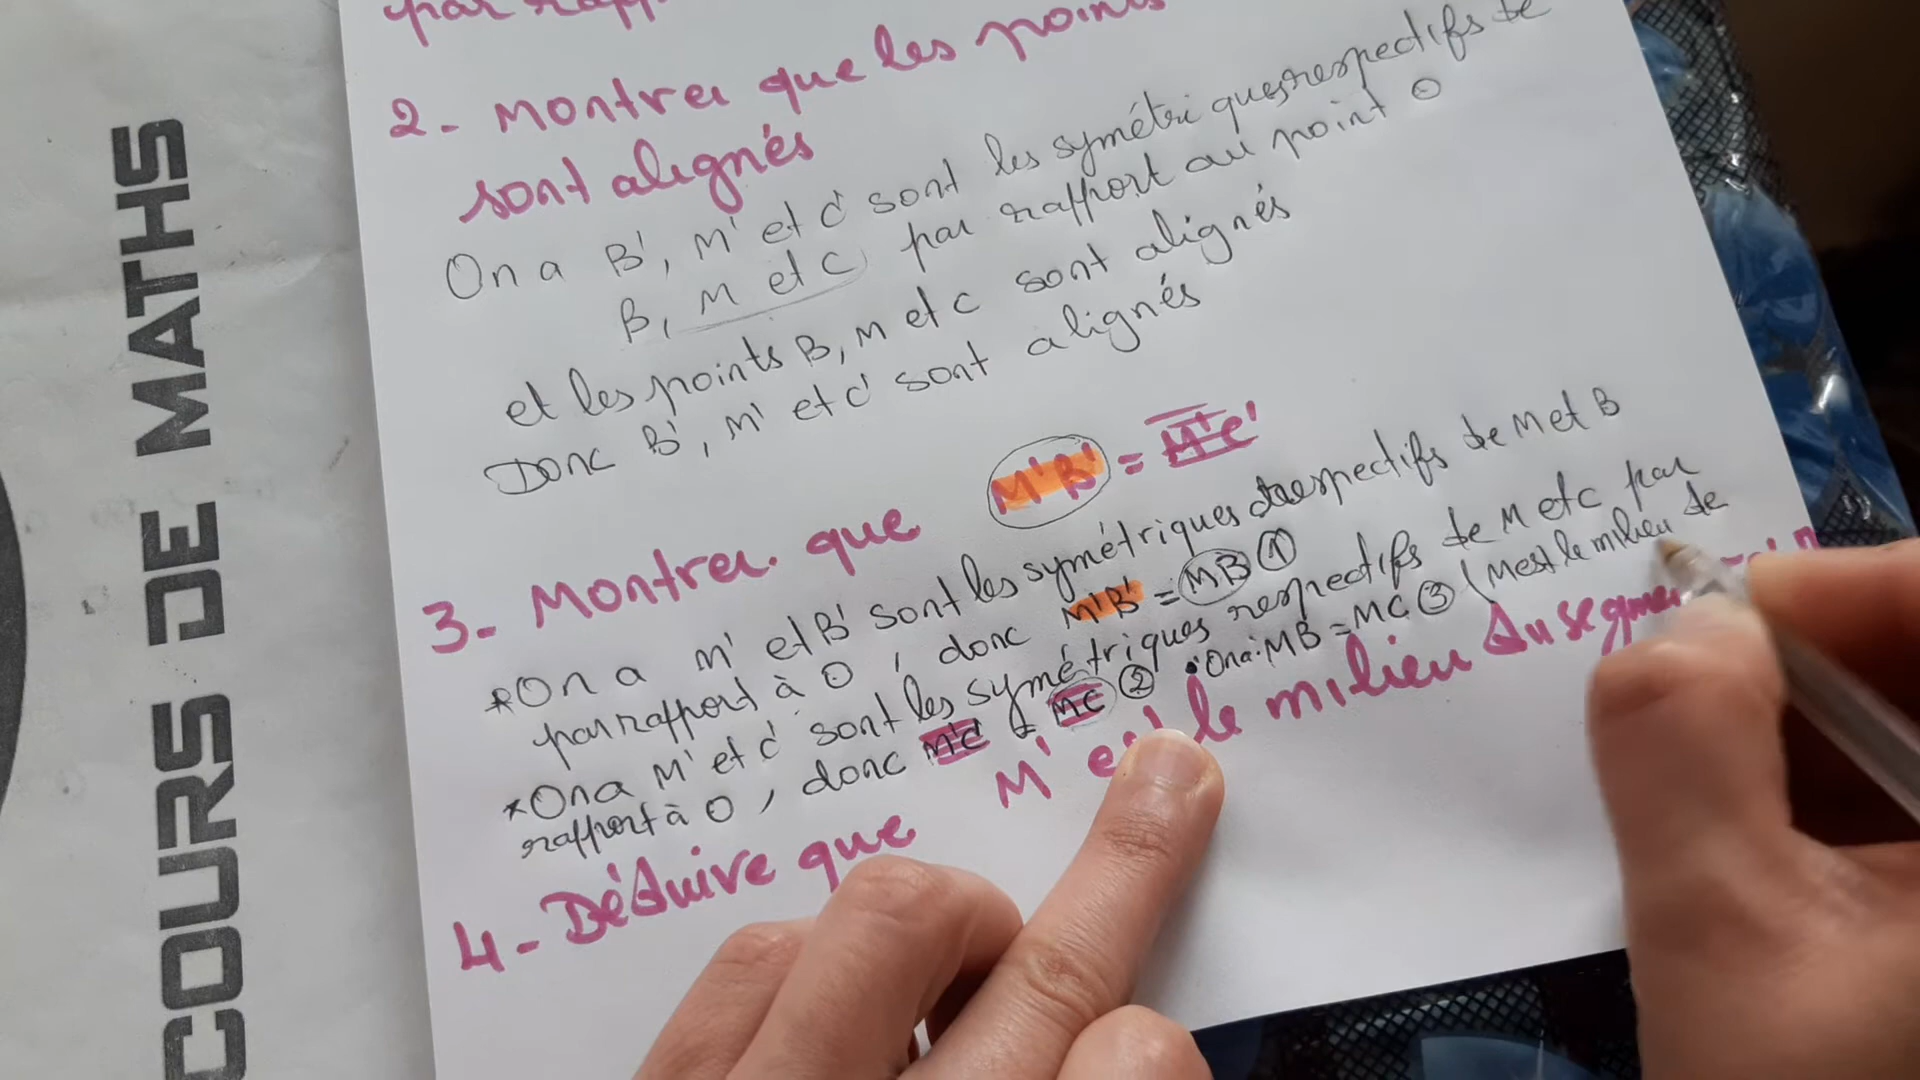 COURS DE MATHS
par rapp
2- Montrer que les points
sont alignés
On a B', M' et C' sont les symétriques respectifs de
B, M et C par rapport au point O
et les points B, M et C sont alignés
Donc B', M' et C' sont alignés
3- Montrer que M'B' = M'C'
*On a M' et B' sont les symétriques respectifs de M et B
par rapport à O, donc M'B' = MB ①
*On a M' et C' sont les symétriques respectifs de M et C par
rapport à O, donc M'C' = MC ② • On a: MB = MC ③ (M est le milieu de
4- Déduire que M' est le milieu du segmen